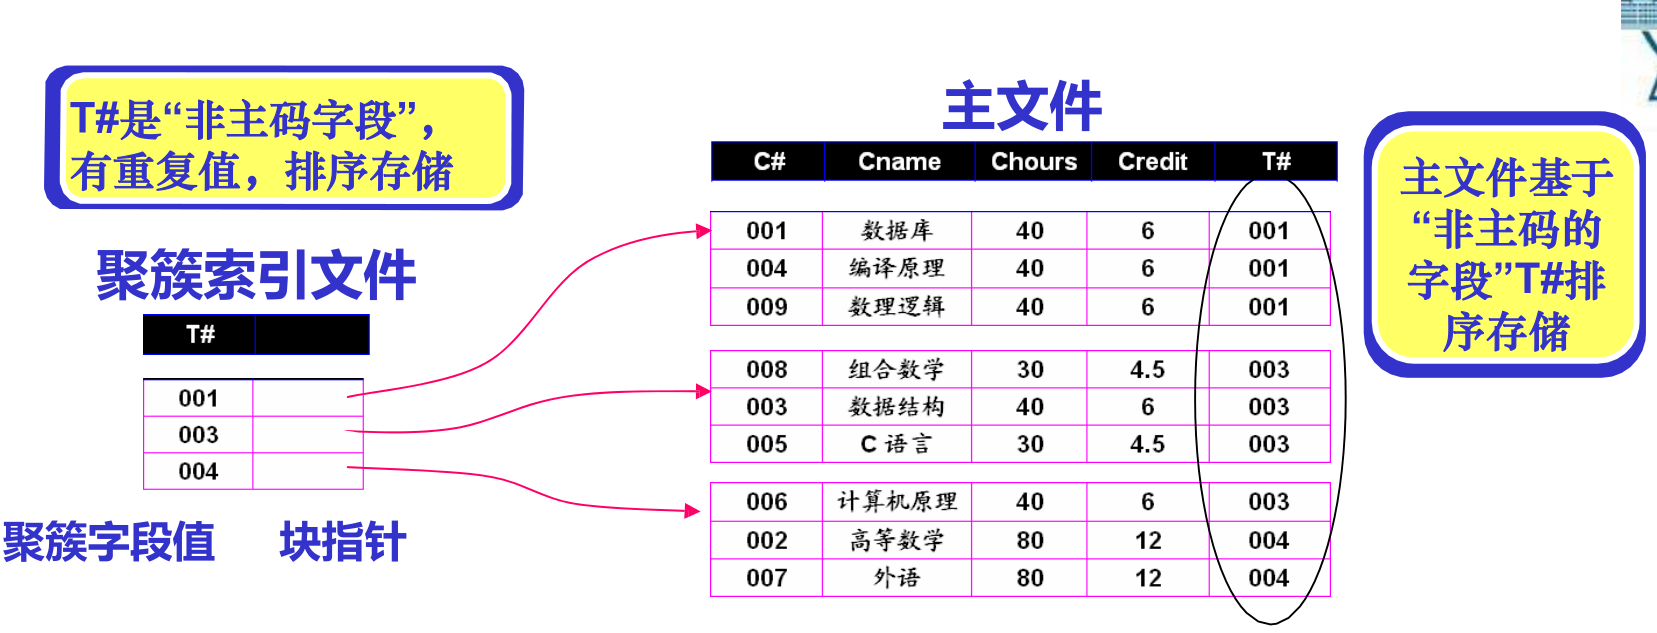 T#是“非主码字段”，
有重复值，排序存储
聚簇索引文件
T#
001
003
004
聚簇字段值 块指针
主文件
C# Cname Chours Credit T#
001 数据库 40 6 001
004 编译原理 40 6 001
009 数理逻辑 40 6 001
008 组合数学 30 4.5 003
003 数据结构 40 6 003
005 C 语言 30 4.5 003
006 计算机原理 40 6 003
002 高等数学 80 12 004
007 外语 80 12 004
主文件基于
“非主码的
字段”T#排
序存储